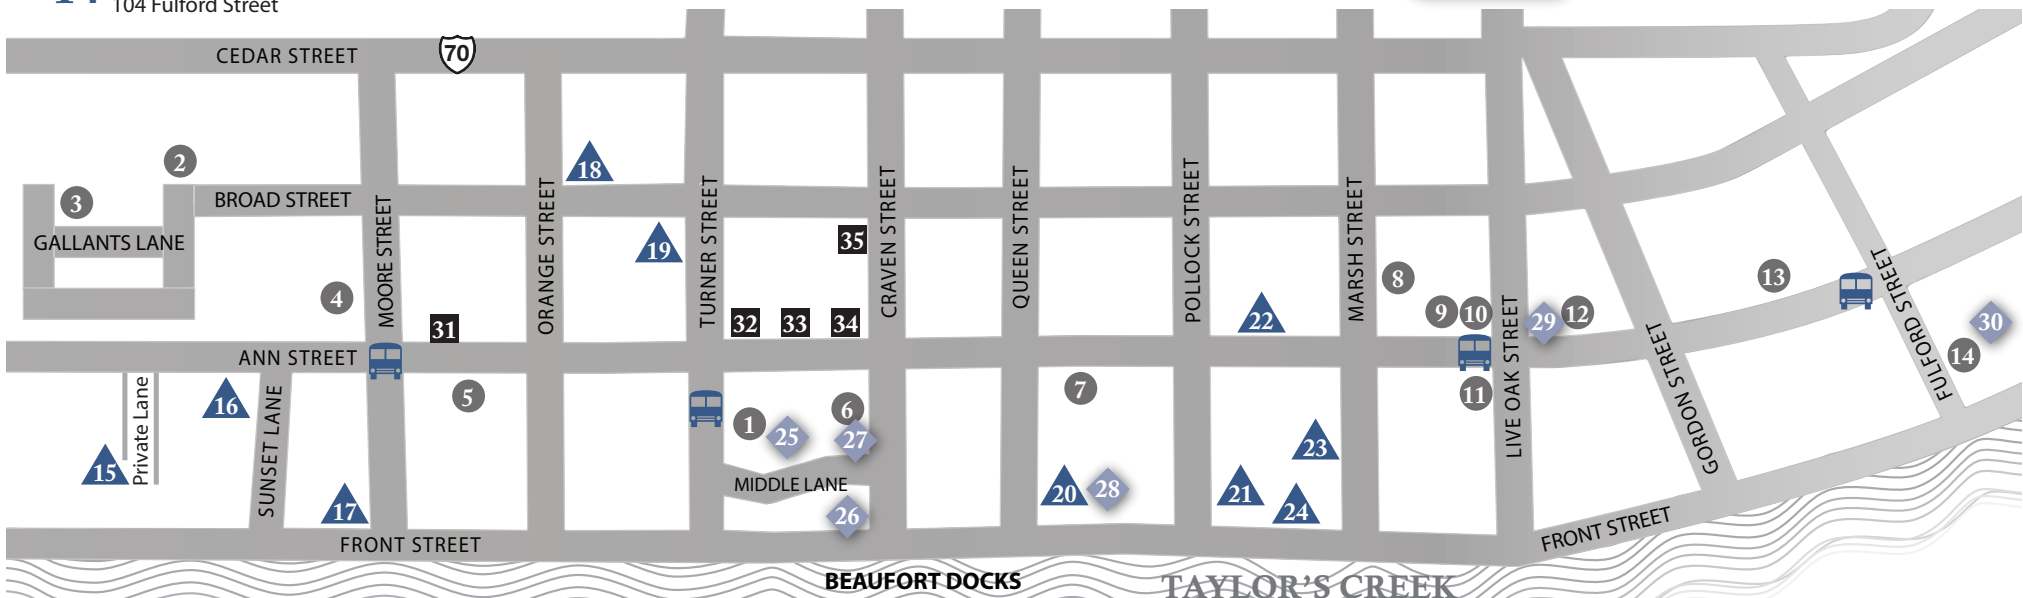 104 Fulford Street
CEDAR STREET
70
2
18
3
BROAD STREET
GALLANTS LANE
MOORE STREET
ORANGE STREET
19
TURNER STREET
35
CRAVEN STREET
QUEEN STREET
POLLOCK STREET
MARSH STREET
8
13
4
31
32
33
34
22
9
10
LIVE OAK STREET
29
12
GORDON STREET
FULFORD STREET
30
14
ANN STREET
Private Lane
16
SUNSET LANE
5
1
25
6
27
7
11
15
17
MIDDLE LANE
26
20
28
21
23
24
FRONT STREET
FRONT STREET
BEAUFORT DOCKS
TAYLOR'S CREEK